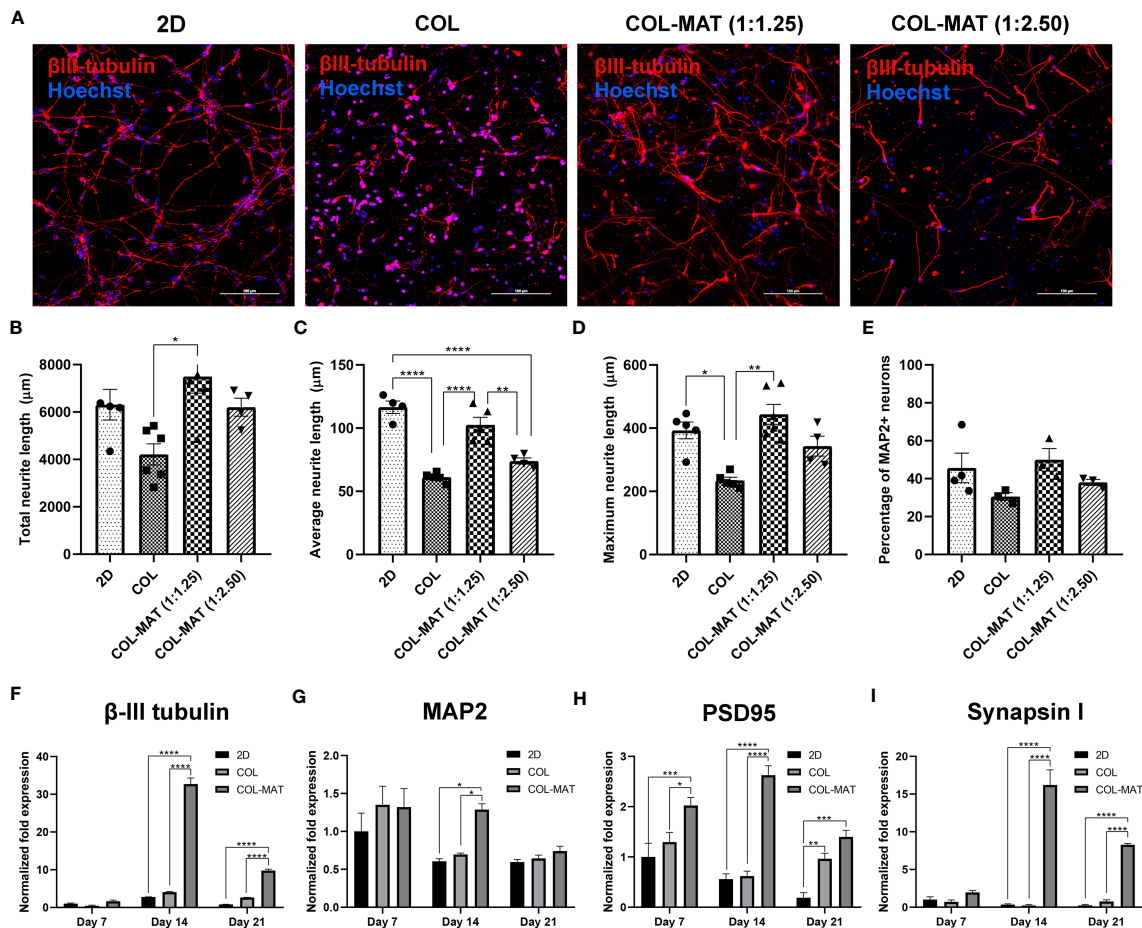 A
2D
COL
COL-MAT (1:1.25)
COL-MAT (1:2.50)
βIII-tubulin
Hoechst
100 μm
βIII-tubulin
Hoechst
100 μm
βIII-tubulin
Hoechst
100 μm
βIII-tubulin
Hoechst
100 μm
B
Total neurite length (μm)
8000
6000
4000
2000
0
*
2D
COL
COL-MAT (1:1.25)
COL-MAT (1:2.50)
C
Average neurite length (μm)
150
100
50
0
****
****
****
**
2D
COL
COL-MAT (1:1.25)
COL-MAT (1:2.50)
D
Maximum neurite length (μm)
600
400
200
0
*
**
2D
COL
COL-MAT (1:1.25)
COL-MAT (1:2.50)
E
Percentage of MAP2+ neurons
100
80
60
40
20
0
2D
COL
COL-MAT (1:1.25)
COL-MAT (1:2.50)
F
β-III tubulin
Normalized fold expression
40
30
20
10
0
****
****
****
****
2D
COL
COL-MAT
Day 7
Day 14
Day 21
G
MAP2
Normalized fold expression
2.0
1.5
1.0
0.5
0.0
*
*
2D
COL
COL-MAT
Day 7
Day 14
Day 21
H
PSD95
Normalized fold expression
3
2
1
0
***
*
****
****
***
**
2D
COL
COL-MAT
Day 7
Day 14
Day 21
I
Synapsin I
Normalized fold expression
20
15
10
5
0
****
****
****
****
2D
COL
COL-MAT
Day 7
Day 14
Day 21